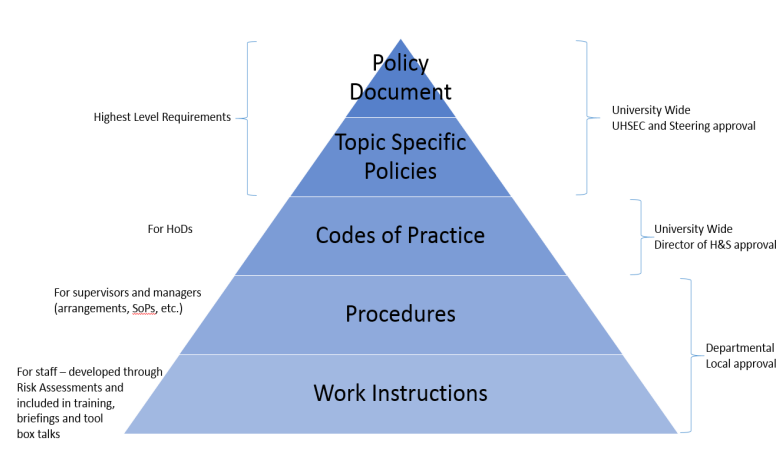 Policy
Document
Highest Level Requirements
University Wide
UHSEC and Steering approval
Topic Specific
Policies
For HoDs
Codes of Practice
University Wide
Director of H&S approval
For supervisors and managers
(arrangements, SoPs, etc.)
Procedures
Departmental
Local approval
For staff – developed through
Risk Assessments and
included in training,
briefings and tool
box talks
Work Instructions